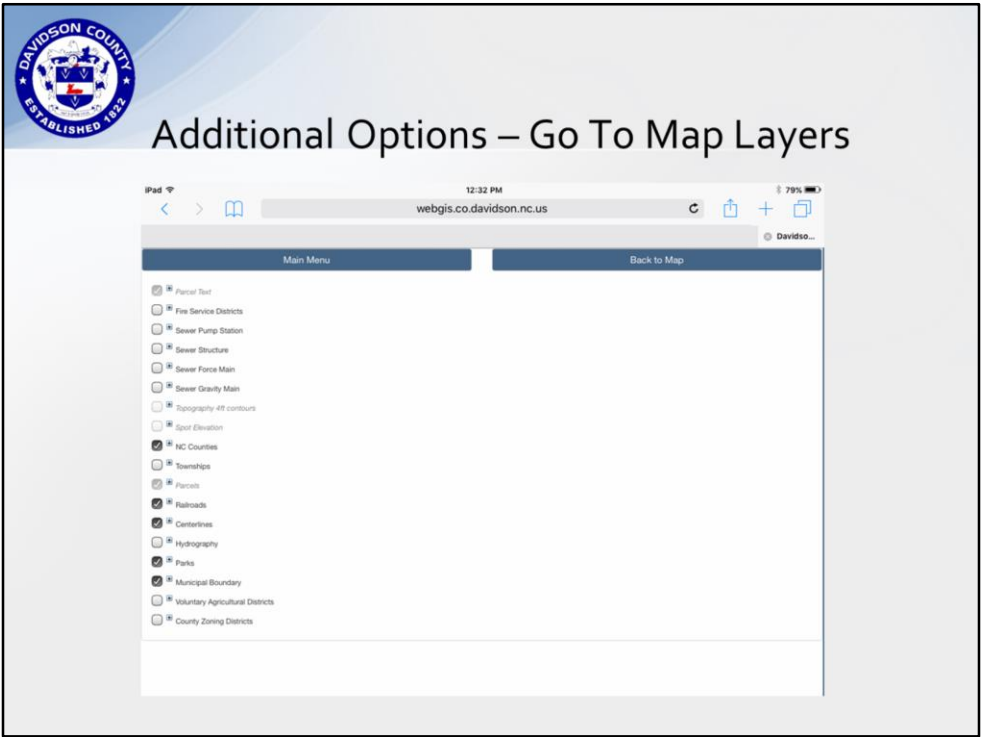 DAVIDSON COUNTY
ESTABLISHED 1822
Additional Options – Go To Map Layers
iPad 12:32 PM 79%
webgis.co.davidson.nc.us
Davidso...
Main Menu Back to Map
Parcel Text
Fire Service Districts
Sewer Pump Station
Sewer Structure
Sewer Force Main
Sewer Gravity Main
Topography 4ft contours
Spot Elevation
NC Counties
Townships
Parcels
Railroads
Centerlines
Hydrography
Parks
Municipal Boundary
Voluntary Agricultural Districts
County Zoning Districts